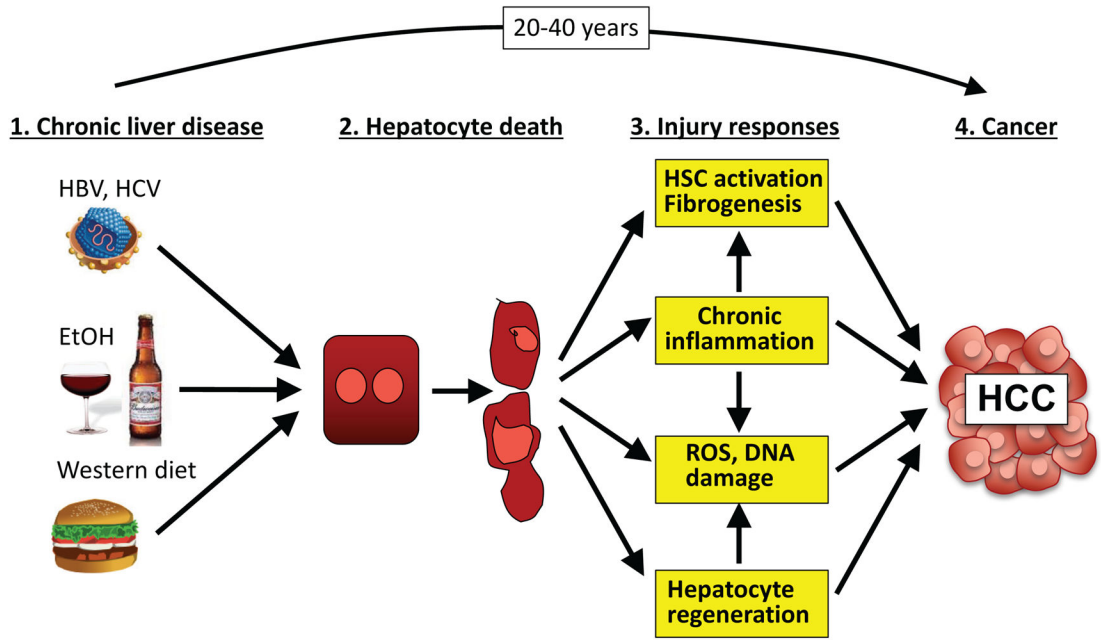 20-40 years
1. Chronic liver disease
2. Hepatocyte death
3. Injury responses
4. Cancer
HBV, HCV
EtOH
Western diet
HSC activation
Fibrogenesis
Chronic
inflammation
ROS, DNA
damage
Hepatocyte
regeneration
HCC